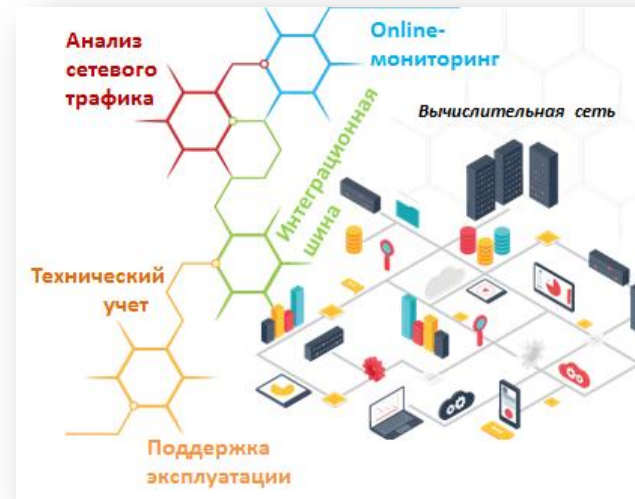 Анализ
сетевого
трафика
Online-
мониторинг
Вычислительная сеть
Интеграционная
шина
Технический
учет
Поддержка
эксплуатации